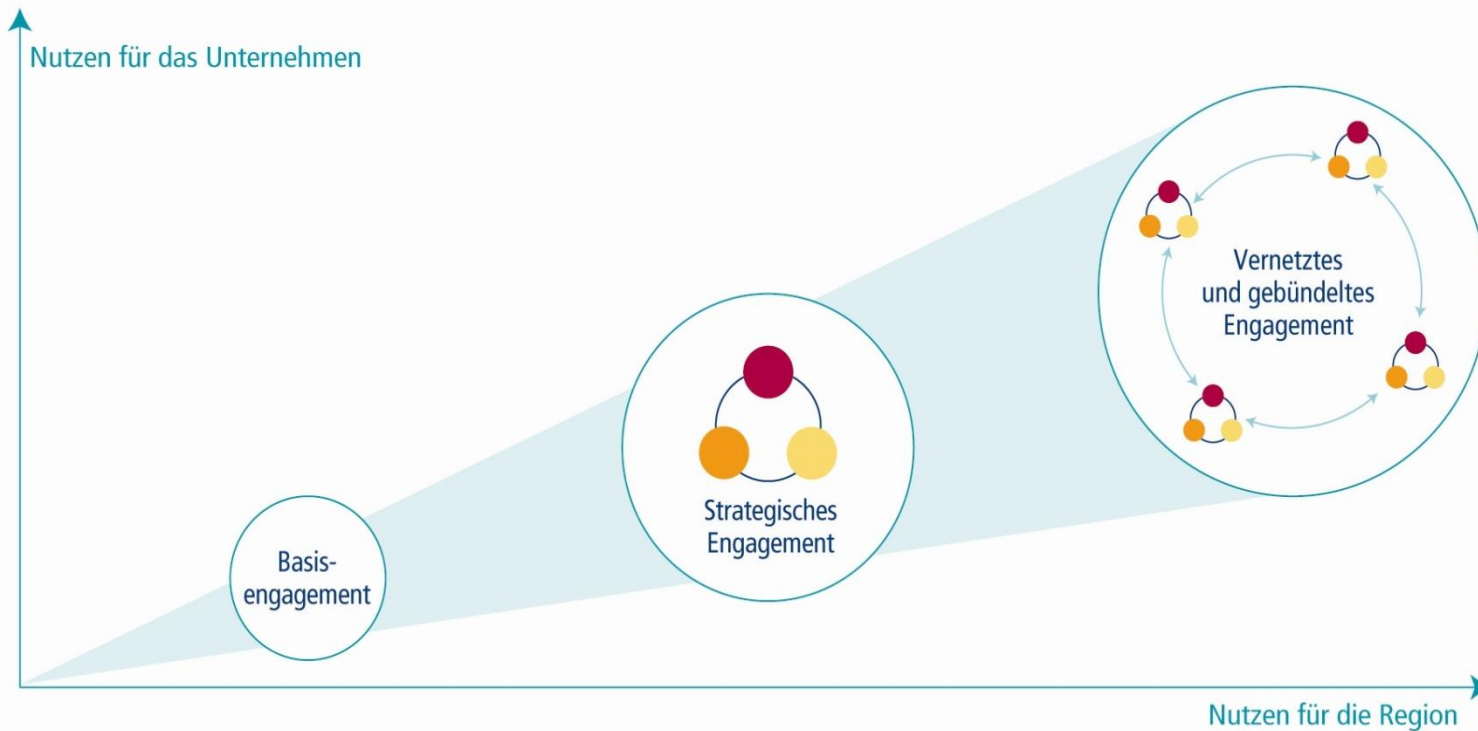 Nutzen für das Unternehmen
Basis-
engagement
Strategisches
Engagement
Vernetztes
und gebündeltes
Engagement
Nutzen für die Region